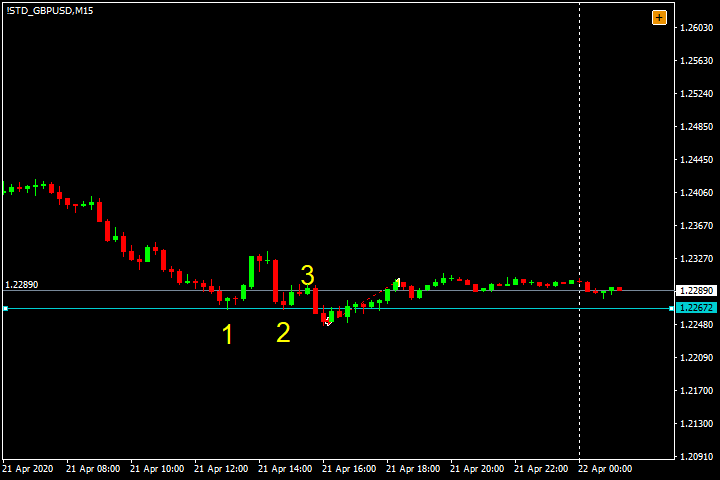 !STD_GBPUSD,M15
+
1.26030
1.25630
1.25240
1.24850
1.24450
1.24060
1.23670
1.23270
1.22890
1.22890
1.22672
1.22480
1.22090
1.21700
1.21300
1.20910
3
1
2
21 Apr 2020
21 Apr 08:00
21 Apr 10:00
21 Apr 12:00
21 Apr 14:00
21 Apr 16:00
21 Apr 18:00
21 Apr 20:00
21 Apr 22:00
22 Apr 00:00